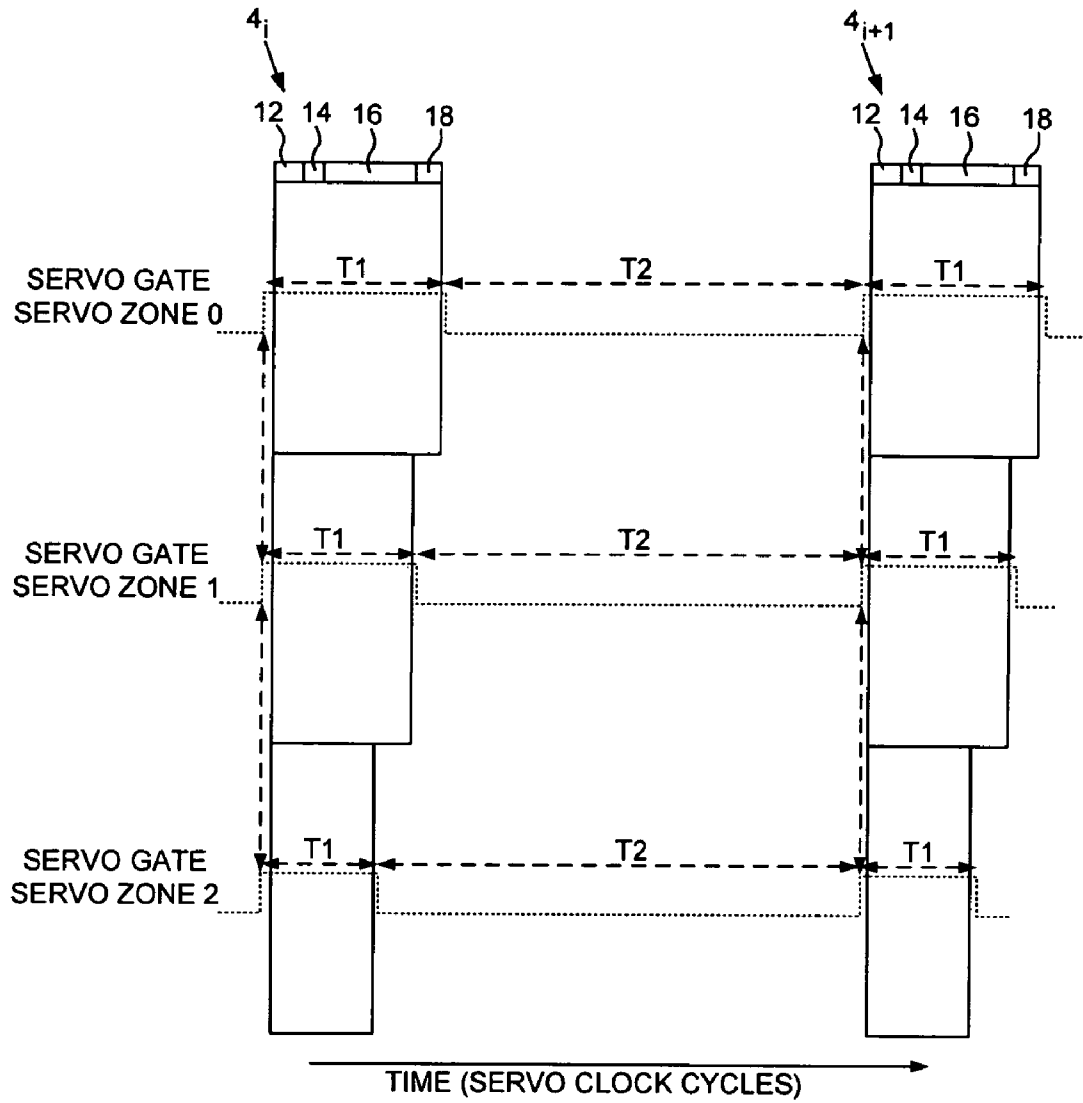 4i 4i+1
12 14 16 18 12 14 16 18
T1 T2 T1
SERVO GATE
SERVO ZONE 0
T1 T2 T1
SERVO GATE
SERVO ZONE 1
T1 T2 T1
SERVO GATE
SERVO ZONE 2
TIME (SERVO CLOCK CYCLES)